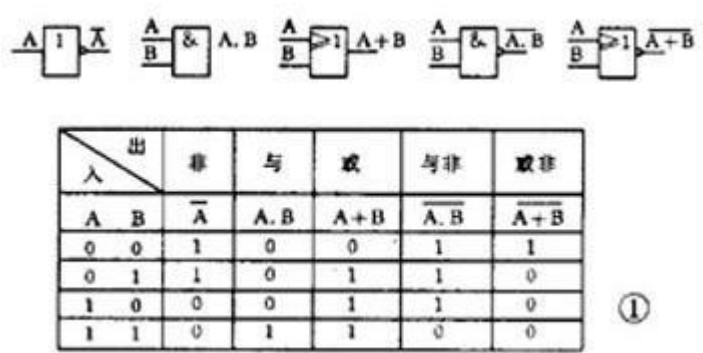 A 1 A̅ A B & A.B A B ≥1 A+B A B & A̅.̅B̅ A B ≥1 A̅+̅B̅
出
入 非 与 或 与非 或非
A B A̅ A.B A+B A̅.̅B̅ A̅+̅B̅
0 0 1 0 0 1 1
0 1 1 0 1 1 0
1 0 0 0 1 1 0
1 1 0 1 1 0 0
①